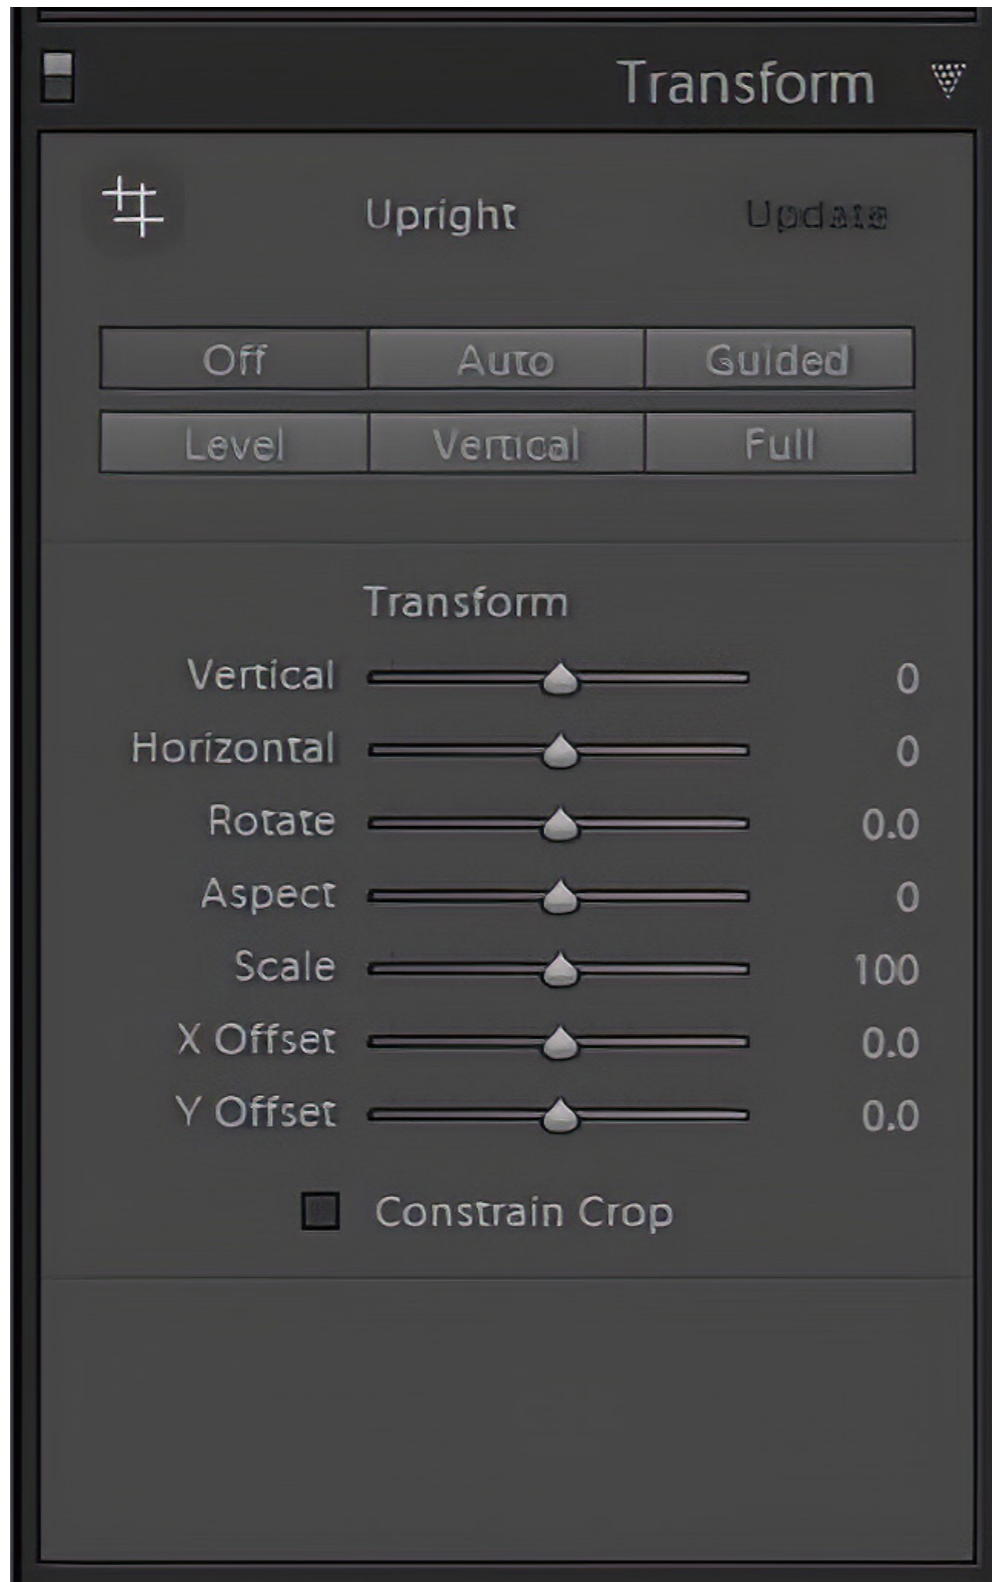 Transform
Upright Update
Off Auto Guided
Level Vertical Full
Transform
Vertical 0
Horizontal 0
Rotate 0.0
Aspect 0
Scale 100
X Offset 0.0
Y Offset 0.0
Constrain Crop